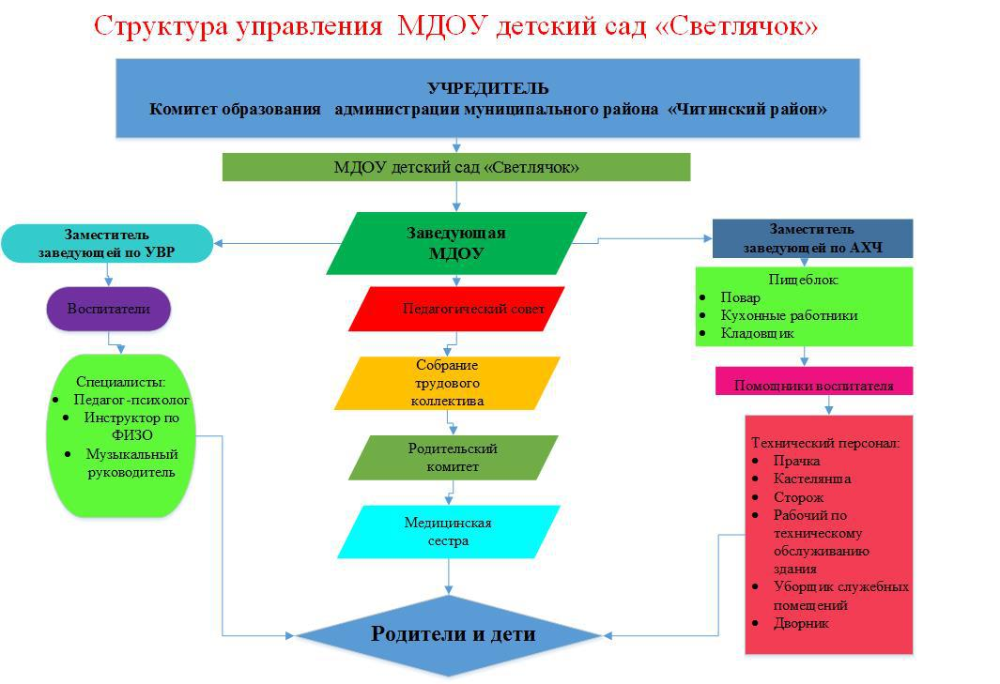 Структура управления МДОУ детский сад «Светлячок»
УЧРЕДИТЕЛЬ
Комитет образования администрации муниципального района «Читинский район»
МДОУ детский сад «Светлячок»
Заместитель
заведующей по УВР
Заведующая
МДОУ
Заместитель
заведующей по АХЧ
Воспитатели
Специалисты:
• Педагог-психолог
• Инструктор по
ФИЗО
• Музыкальный
руководитель
Педагогический совет
Собрание
трудового
коллектива
Родительский
комитет
Медицинская
сестра
Пищеблок:
• Повар
• Кухонные работники
• Кладовщик
Помощники воспитателя
Технический персонал:
• Прачка
• Кастелянша
• Сторож
• Рабочий по
техническому
обслуживанию
здания
• Уборщик служебных
помещений
• Дворник
Родители и дети